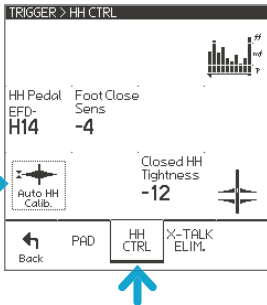 TRIGGER > HH CTRL
ff
mf
P
HH Pedal
EFD-
H14
Foot Close
Sens
-4
Auto HH
Calib.
Closed HH
Tightness
-12
Back
PAD
HH
CTRL
X-TALK
ELIM.